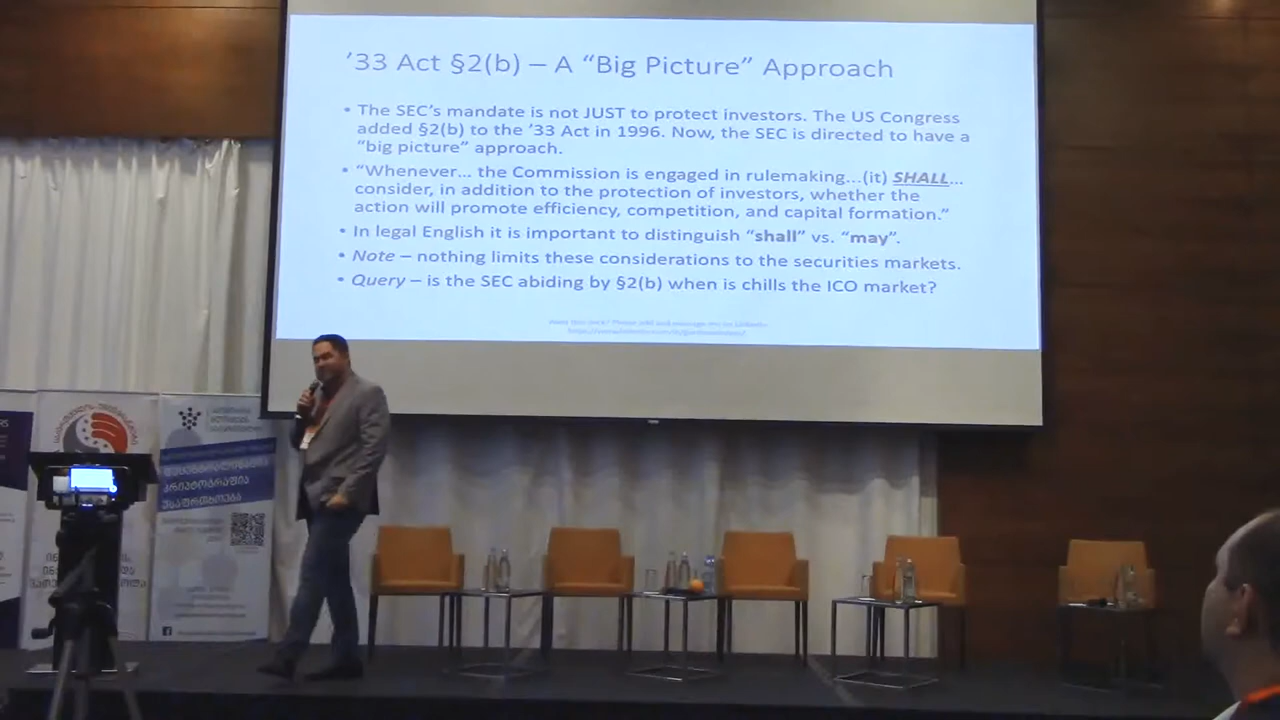 ’33 Act §2(b) – A “Big Picture” Approach
• The SEC’s mandate is not JUST to protect investors. The US Congress
added §2(b) to the ’33 Act in 1996. Now, the SEC is directed to have a
“big picture” approach.
• “Whenever… the Commission is engaged in rulemaking…(it) SHALL…
consider, in addition to the protection of investors, whether the
action will promote efficiency, competition, and capital formation.”
• In legal English it is important to distinguish “shall” vs. “may”.
• Note – nothing limits these considerations to the securities markets.
• Query – is the SEC abiding by §2(b) when is chills the ICO market?
კრიპტოგრაფია
უსაფრთხოება